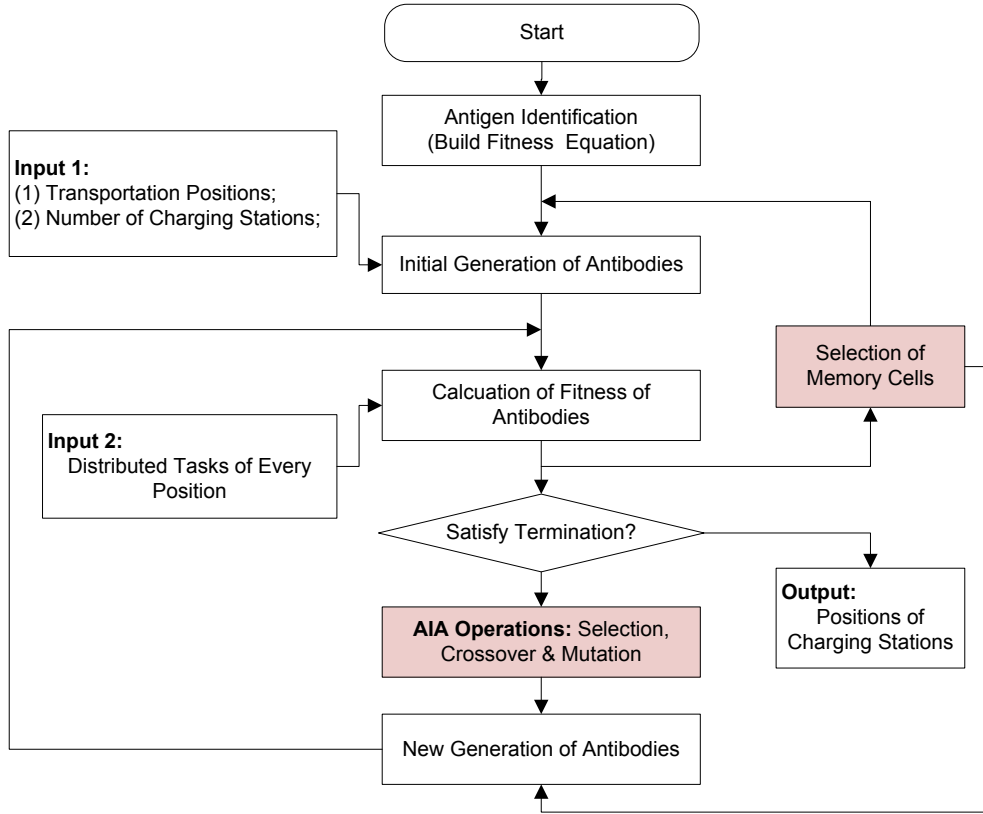 Start
Antigen Identification
(Build Fitness Equation)
Input 1:
(1) Transportation Positions;
(2) Number of Charging Stations;
Initial Generation of Antibodies
Selection of
Memory Cells
Calcuation of Fitness of
Antibodies
Input 2:
Distributed Tasks of Every
Position
Satisfy Termination?
Output:
Positions of
Charging Stations
AIA Operations: Selection,
Crossover & Mutation
New Generation of Antibodies